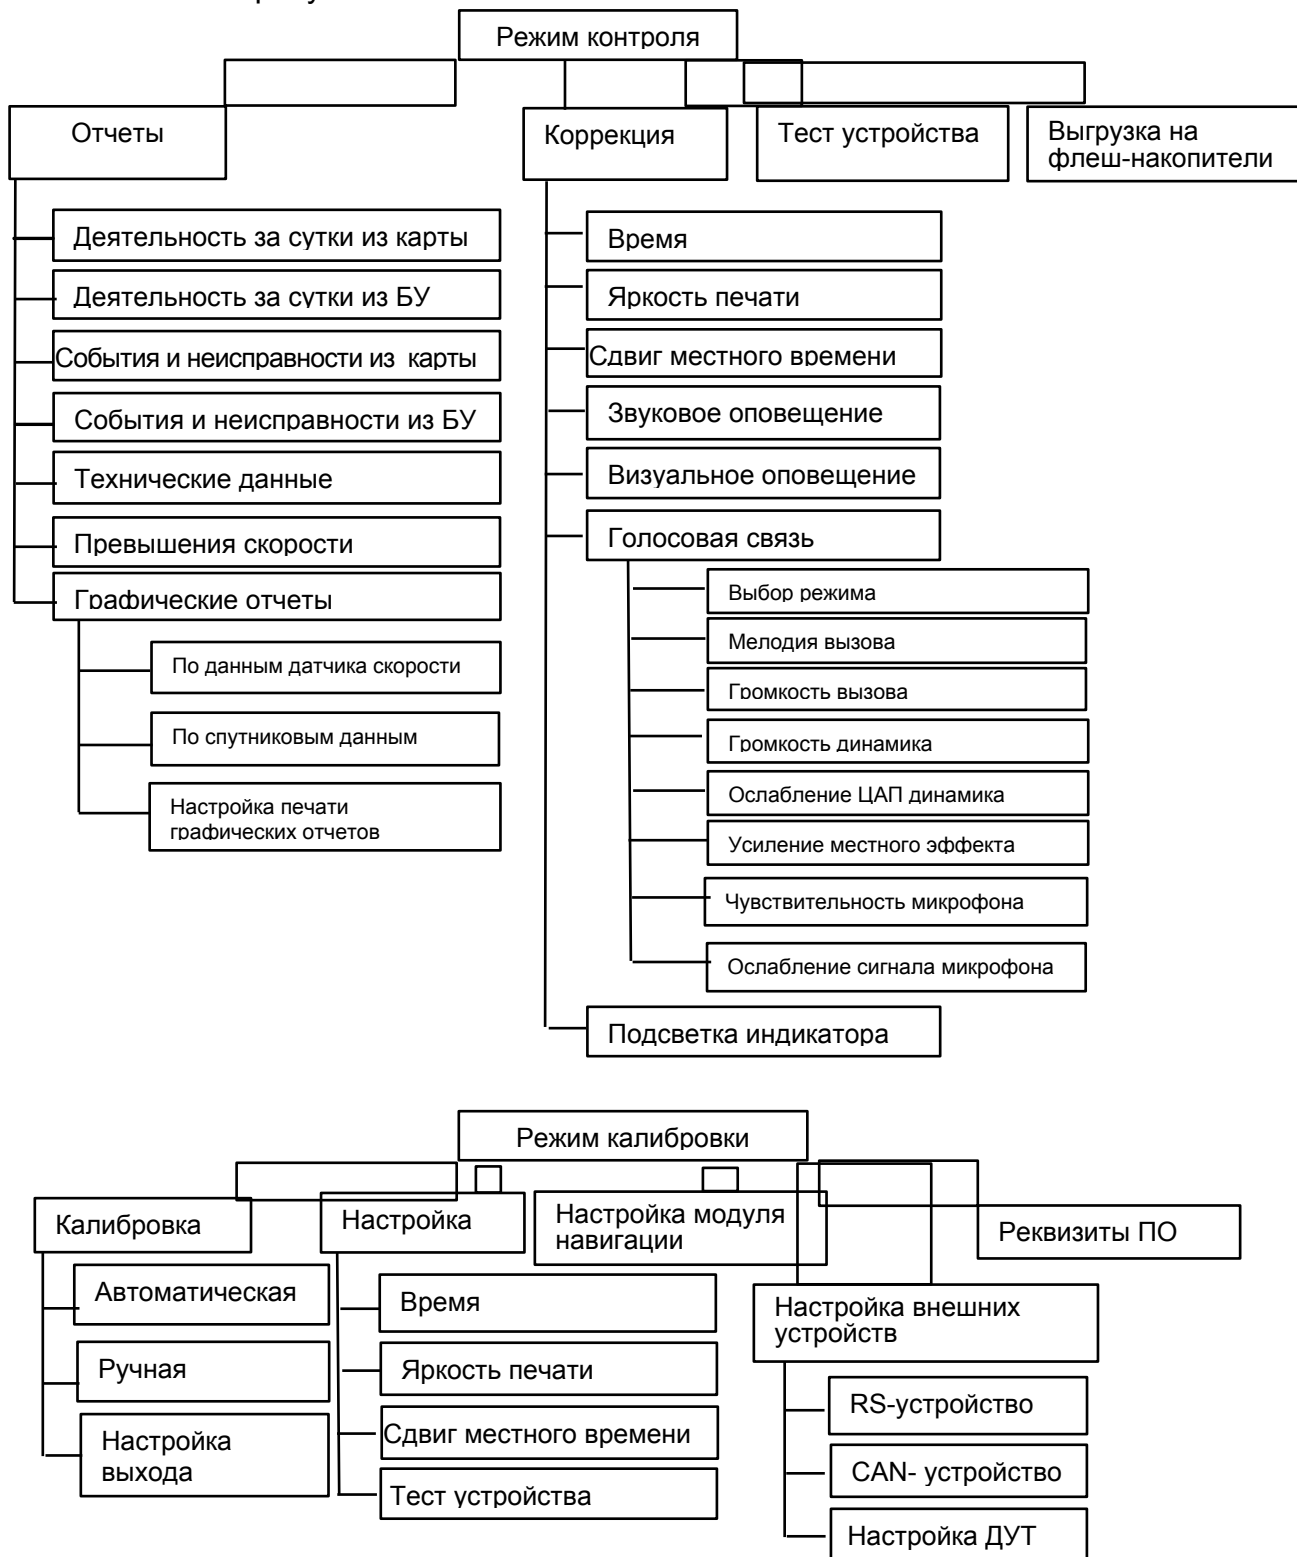 Режим контроля
Отчеты
Коррекция
Тест устройства
Выгрузка на
флеш-накопители
Деятельность за сутки из карты
Деятельность за сутки из БУ
События и неисправности из карты
События и неисправности из БУ
Технические данные
Превышения скорости
Графические отчеты
По данным датчика скорости
По спутниковым данным
Настройка печати
графических отчетов
Время
Яркость печати
Сдвиг местного времени
Звуковое оповещение
Визуальное оповещение
Голосовая связь
Выбор режима
Мелодия вызова
Громкость вызова
Громкость динамика
Ослабление ЦАП динамика
Усиление местного эффекта
Чувствительность микрофона
Ослабление сигнала микрофона
Подсветка индикатора
Режим калибровки
Калибровка
Настройка
Настройка модуля
навигации
Реквизиты ПО
Автоматическая
Ручная
Настройка
выхода
Время
Яркость печати
Сдвиг местного времени
Тест устройства
Настройка внешних
устройств
RS-устройство
CAN- устройство
Настройка ДУТ